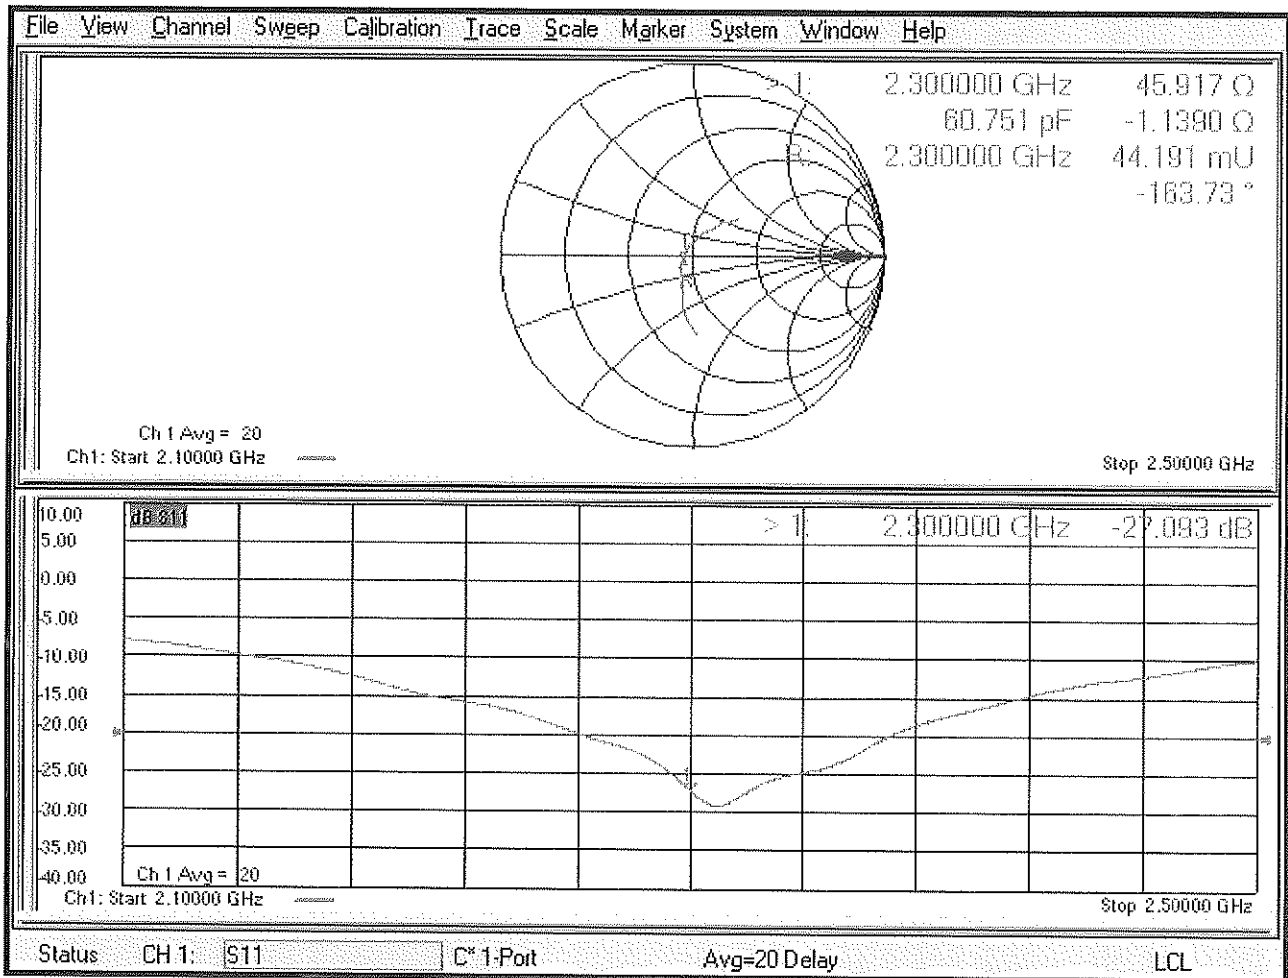 File View Channel Sweep Calibration Trace Scale Marker System Window Help
> 1: 2.300000 GHz 45.917 Ω
60.751 pF -1.1390 Ω
R: 2.300000 GHz 44.191 mU
-163.73 °
Ch 1 Avg = 20
Ch1: Start 2.10000 GHz
Stop 2.50000 GHz
10.00
dB S11
> 1: 2.300000 GHz -27.093 dB
5.00
0.00
-5.00
-10.00
-15.00
-20.00
-25.00
-30.00
-35.00
-40.00
Ch 1 Avg = 20
Ch1: Start 2.10000 GHz
Stop 2.50000 GHz
Status CH 1: S11 C* 1-Port Avg=20 Delay LCL